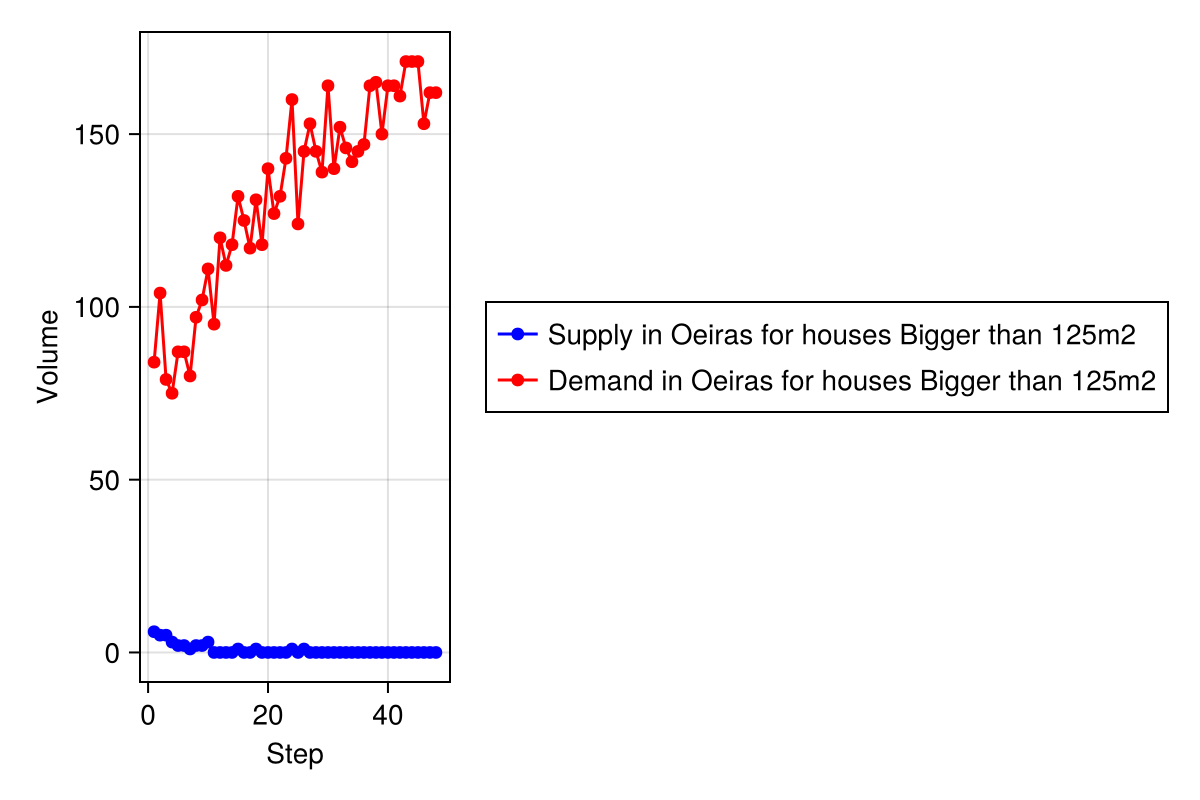 Volume
150
100
50
0
0 20 40
Step
Supply in Oeiras for houses Bigger than 125m2
Demand in Oeiras for houses Bigger than 125m2